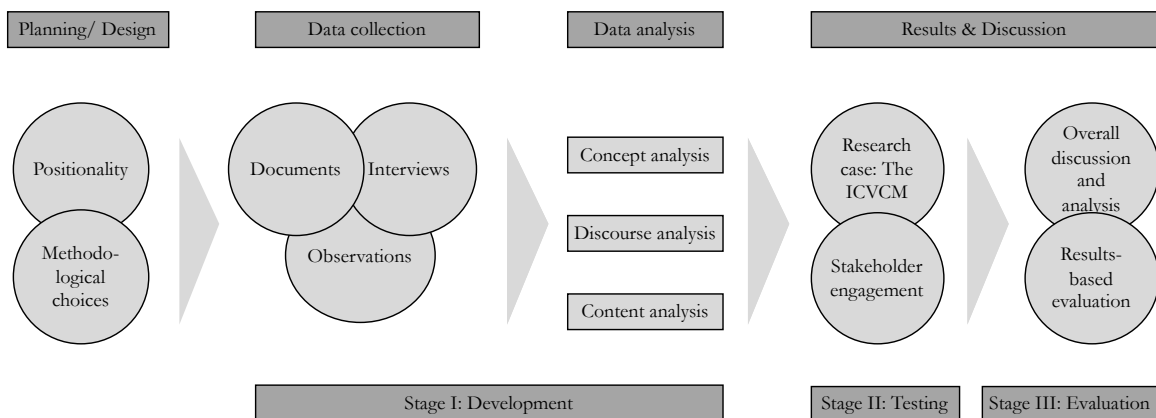 Planning/ Design
Data collection
Data analysis
Results & Discussion
Positionality
Methodo-
logical
choices
Documents
Interviews
Observations
Concept analysis
Discourse analysis
Content analysis
Research
case: The
ICVCM
Stakeholder
engagement
Overall
discussion
and
analysis
Results-
based
evaluation
Stage I: Development
Stage II: Testing
Stage III: Evaluation